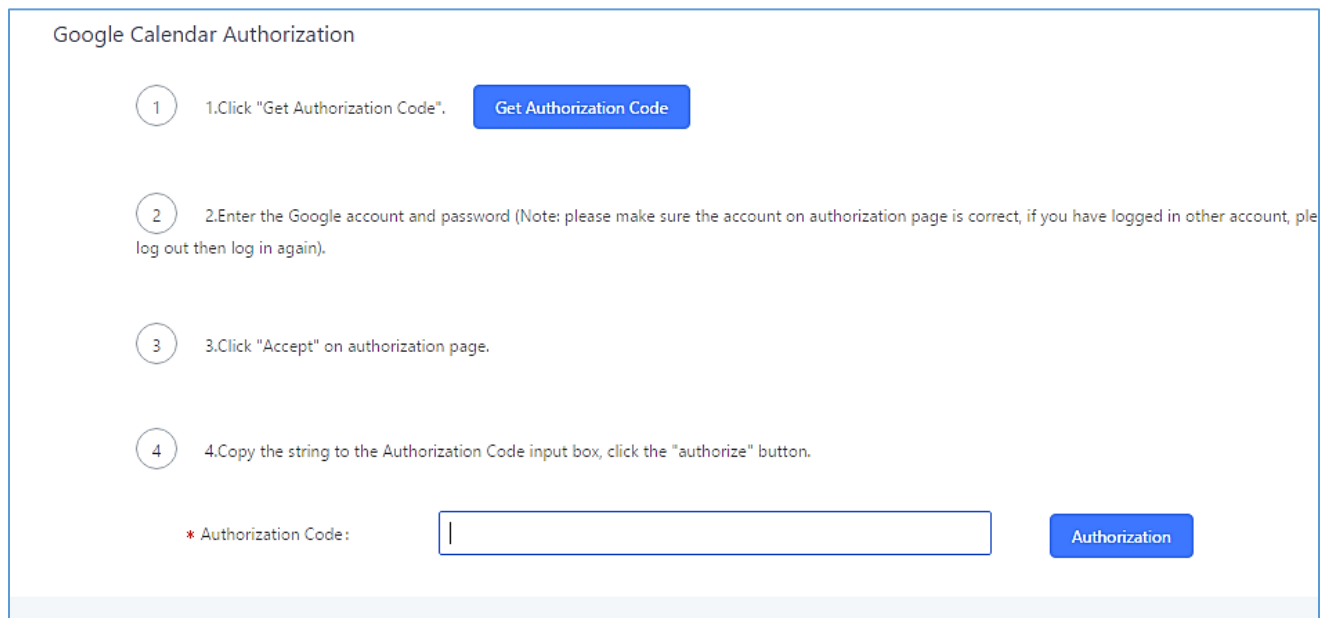 Google Calendar Authorization
1 1.Click "Get Authorization Code". Get Authorization Code
2 2.Enter the Google account and password (Note: please make sure the account on authorization page is correct, if you have logged in other account, ple
log out then log in again).
3 3.Click "Accept" on authorization page.
4 4.Copy the string to the Authorization Code input box, click the "authorize" button.
* Authorization Code: Authorization